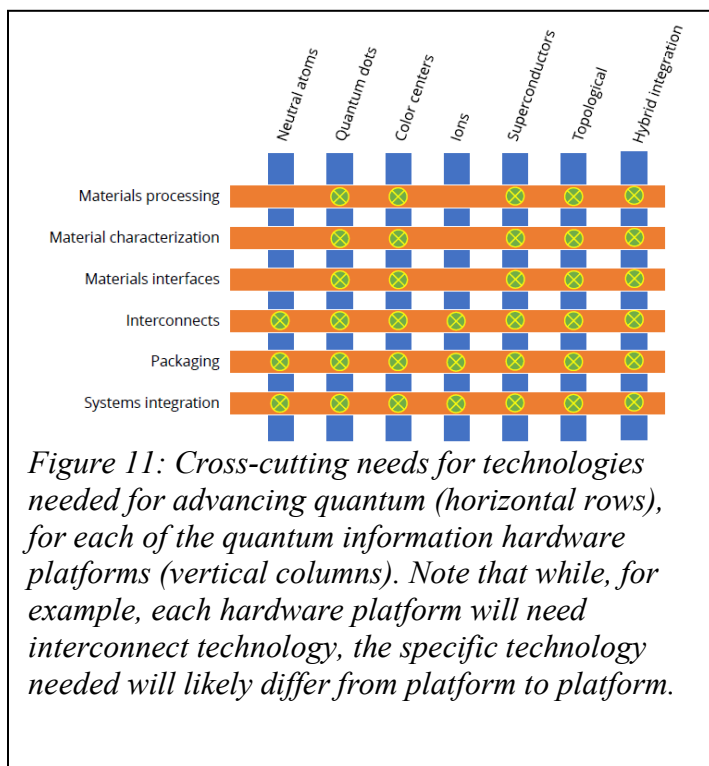 Neutral atoms
Quantum dots
Color centers
Ions
Superconductors
Topological
Hybrid integration
Materials processing
Material characterization
Materials interfaces
Interconnects
Packaging
Systems integration
Figure 11: Cross-cutting needs for technologies
needed for advancing quantum (horizontal rows),
for each of the quantum information hardware
platforms (vertical columns). Note that while, for
example, each hardware platform will need
interconnect technology, the specific technology
needed will likely differ from platform to platform.